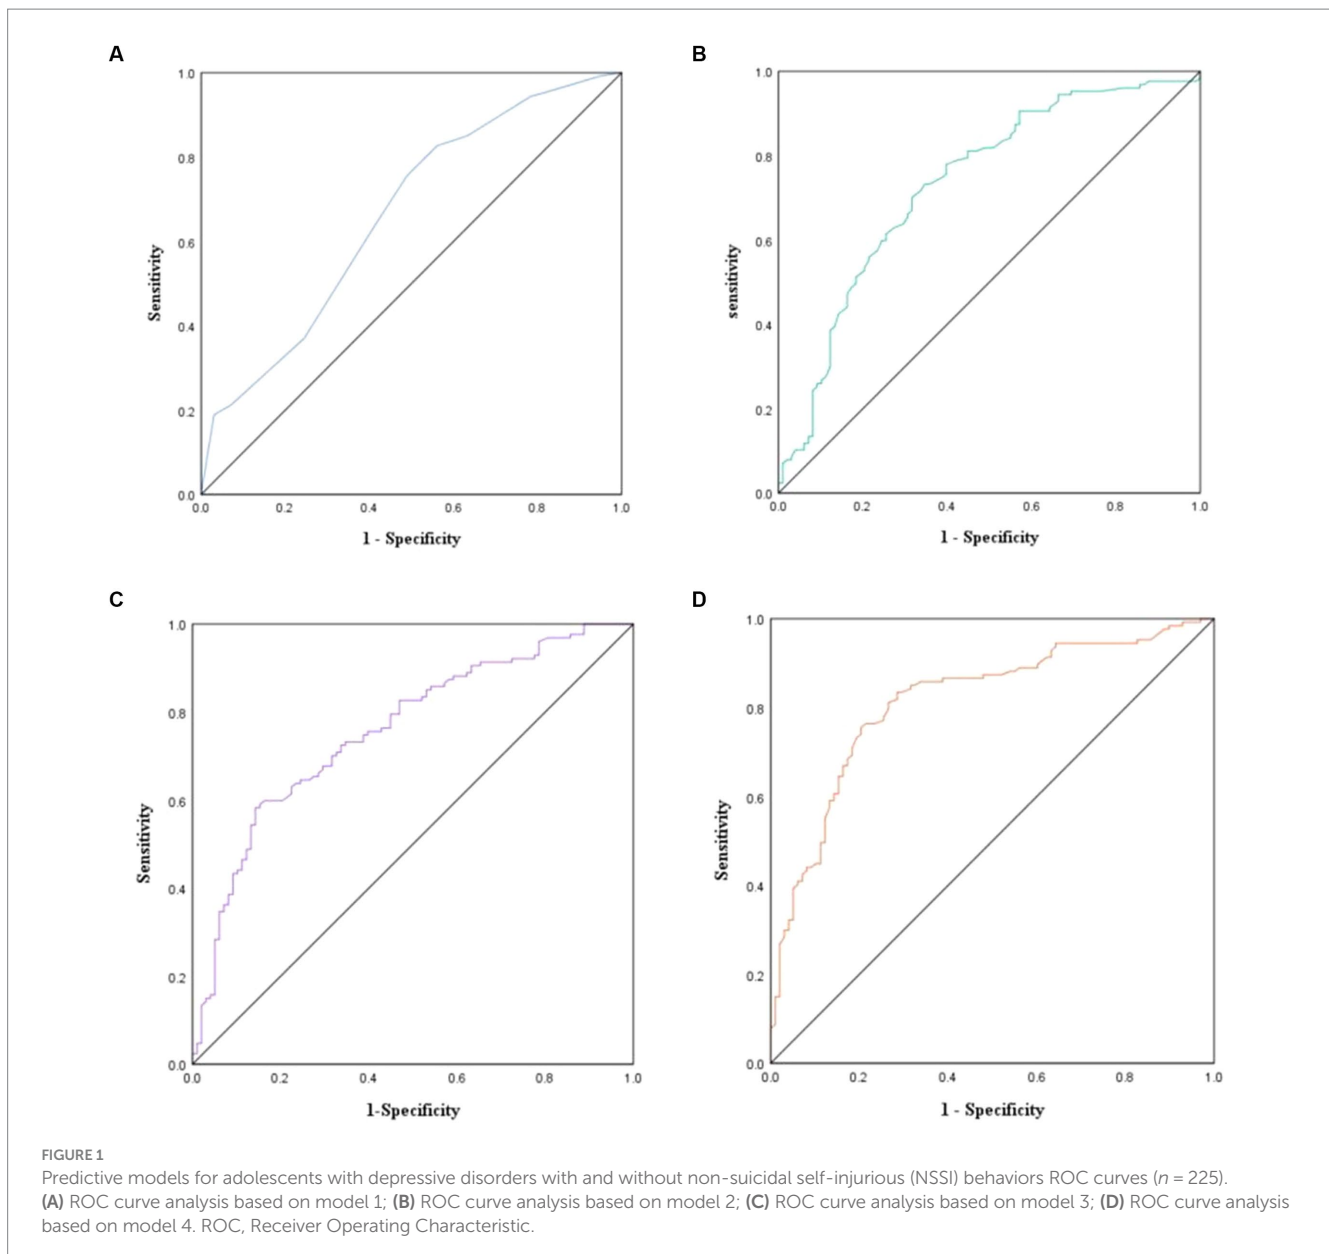 A
1.0
0.8
0.6
0.4
0.2
0.0
Sensitivity
0.0 0.2 0.4 0.6 0.8 1.0
1 - Specificity
B
1.0
0.8
0.6
0.4
0.2
0.0
sensitivity
0.0 0.2 0.4 0.6 0.8 1.0
1 - Specificity
C
1.0
0.8
0.6
0.4
0.2
0.0
Sensitivity
0.0 0.2 0.4 0.6 0.8 1.0
1-Specificity
D
1.0
0.8
0.6
0.4
0.2
0.0
Sensitivity
0.0 0.2 0.4 0.6 0.8 1.0
1 - Specificity
FIGURE 1
Predictive models for adolescents with depressive disorders with and without non-suicidal self-injurious (NSSI) behaviors ROC curves (n = 225).
(A) ROC curve analysis based on model 1; (B) ROC curve analysis based on model 2; (C) ROC curve analysis based on model 3; (D) ROC curve analysis
based on model 4. ROC, Receiver Operating Characteristic.